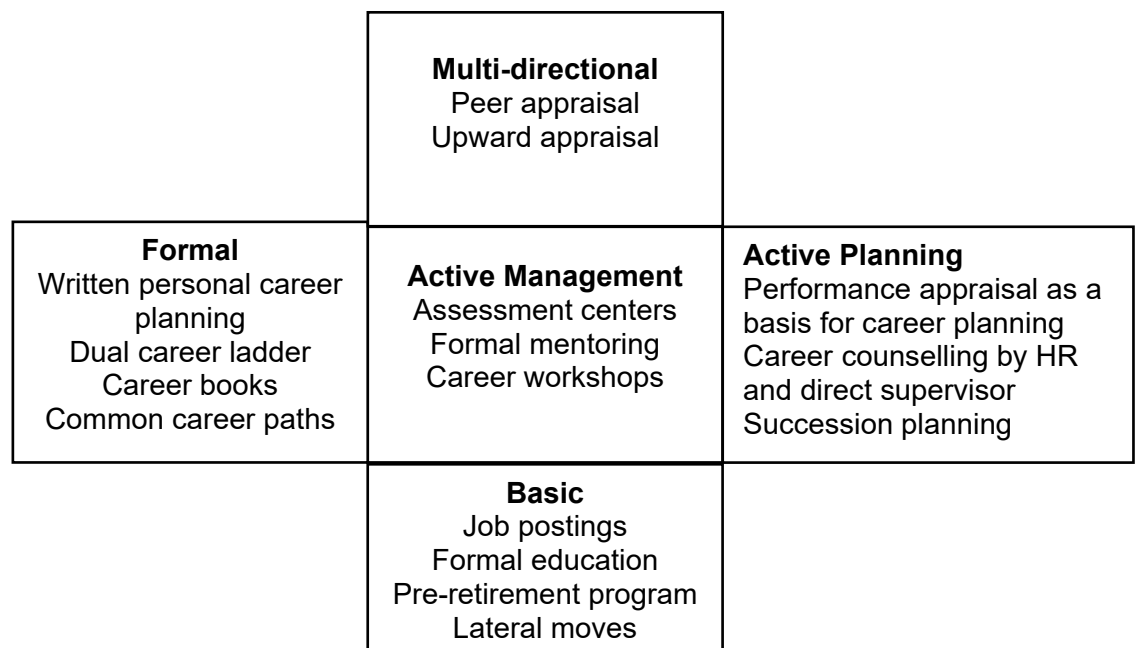 Multi-directional
Peer appraisal
Upward appraisal
Formal
Written personal career
planning
Dual career ladder
Career books
Common career paths
Active Management
Assessment centers
Formal mentoring
Career workshops
Active Planning
Performance appraisal as a
basis for career planning
Career counselling by HR
and direct supervisor
Succession planning
Basic
Job postings
Formal education
Pre-retirement program
Lateral moves